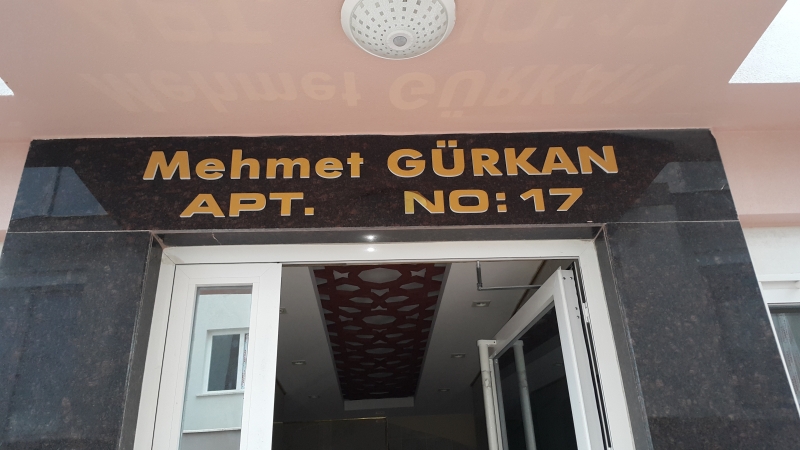 Mehmet GÜRKAN
APT. NO: 17